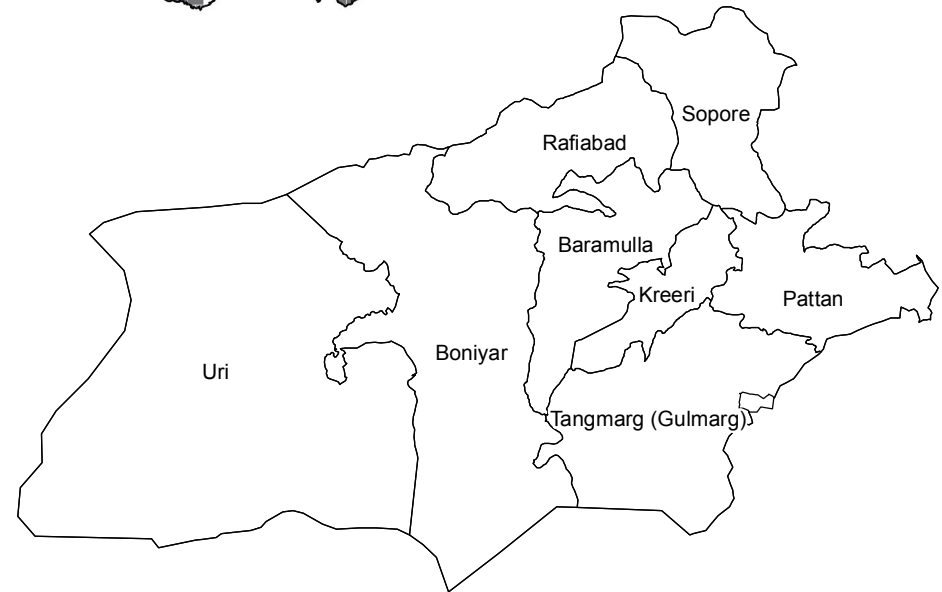 Sopore
Rafiabad
Baramulla
Kreeri
Pattan
Boniyar
Uri
Tangmarg (Gulmarg)